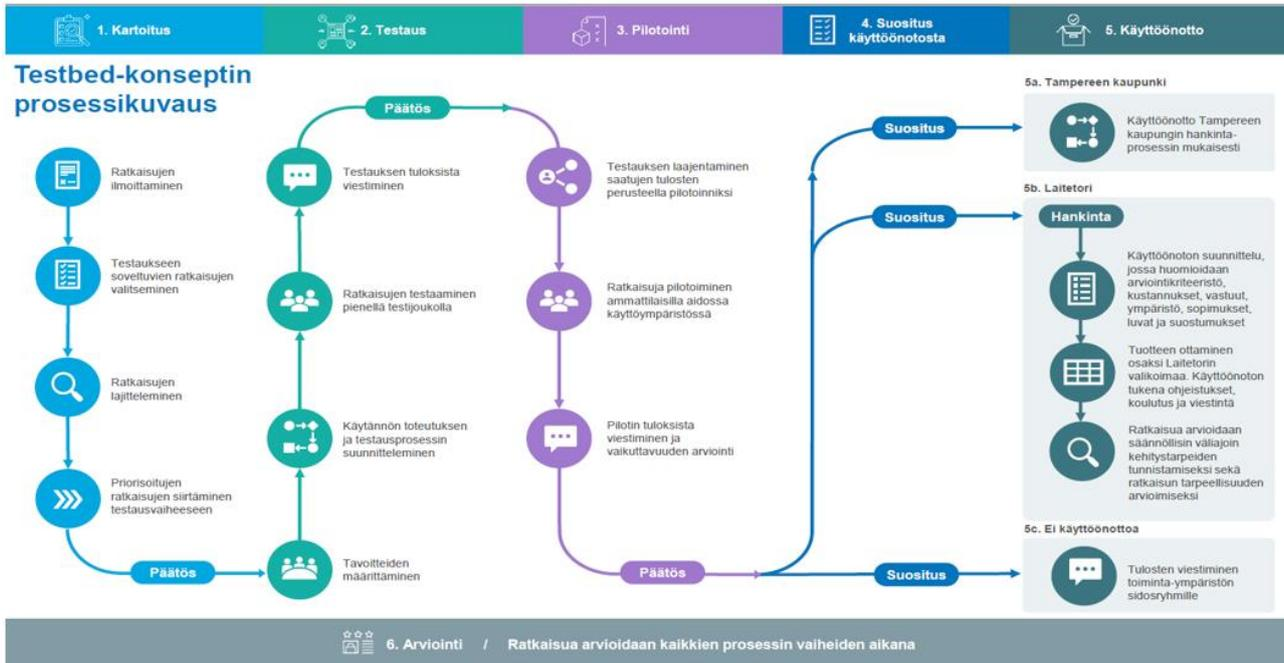 1. Kartoitus
2. Testaus
3. Pilotointi
4. Suositus
käyttöönotosta
5. Käyttöönotto
Testbed-konseptin
prosessikuvaus
Ratkaisujen
ilmoittaminen
Testaukseen
soveltuvien ratkaisujen
valitseminen
Ratkaisujen
lajitteleminen
Priorisoitujen
ratkaisujen siirtäminen
testausvaiheeseen
Päätös
Tavoitteiden
määrittäminen
Käytännön toteutuksen
ja testausprosessin
suunnitteleminen
Ratkaisujen testaaminen
pienellä testijoukolla
Testauksen tuloksista
viestiminen
Päätös
Testauksen laajentaminen
saatujen tulosten
perusteella pilotoinniksi
Ratkaisuja pilotoiminen
ammattilaisilla aidossa
käyttöympäristössä
Pilotin tuloksista
viestiminen ja
vaikuttavuuden arviointi
Päätös
Suositus
Suositus
Suositus
5a. Tampereen kaupunki
Käyttöönotto Tampereen
kaupungin hankinta-
prosessin mukaisesti
5b. Laitetori
Hankinta
Käyttöönoton suunnittelu,
jossa huomioidaan
arviointikriteeristö,
kustannukset, vastuut,
ympäristö, sopimukset,
luvat ja suostumukset
Tuotteen ottaminen
osaksi Laitetorin
valikoimaa. Käyttöönoton
tukena ohjeistukset,
koulutus ja viestintä
Ratkaisua arvioidaan
säännöllisin väliajoin
kehitystarpeiden
tunnistamiseksi sekä
ratkaisun tarpeellisuuden
arvioimiseksi
5c. Ei käyttöönottoa
Tulosten viestiminen
toiminta-ympäristön
sidosryhmille
6. Arviointi / Ratkaisua arvioidaan kaikkien prosessin vaiheiden aikana